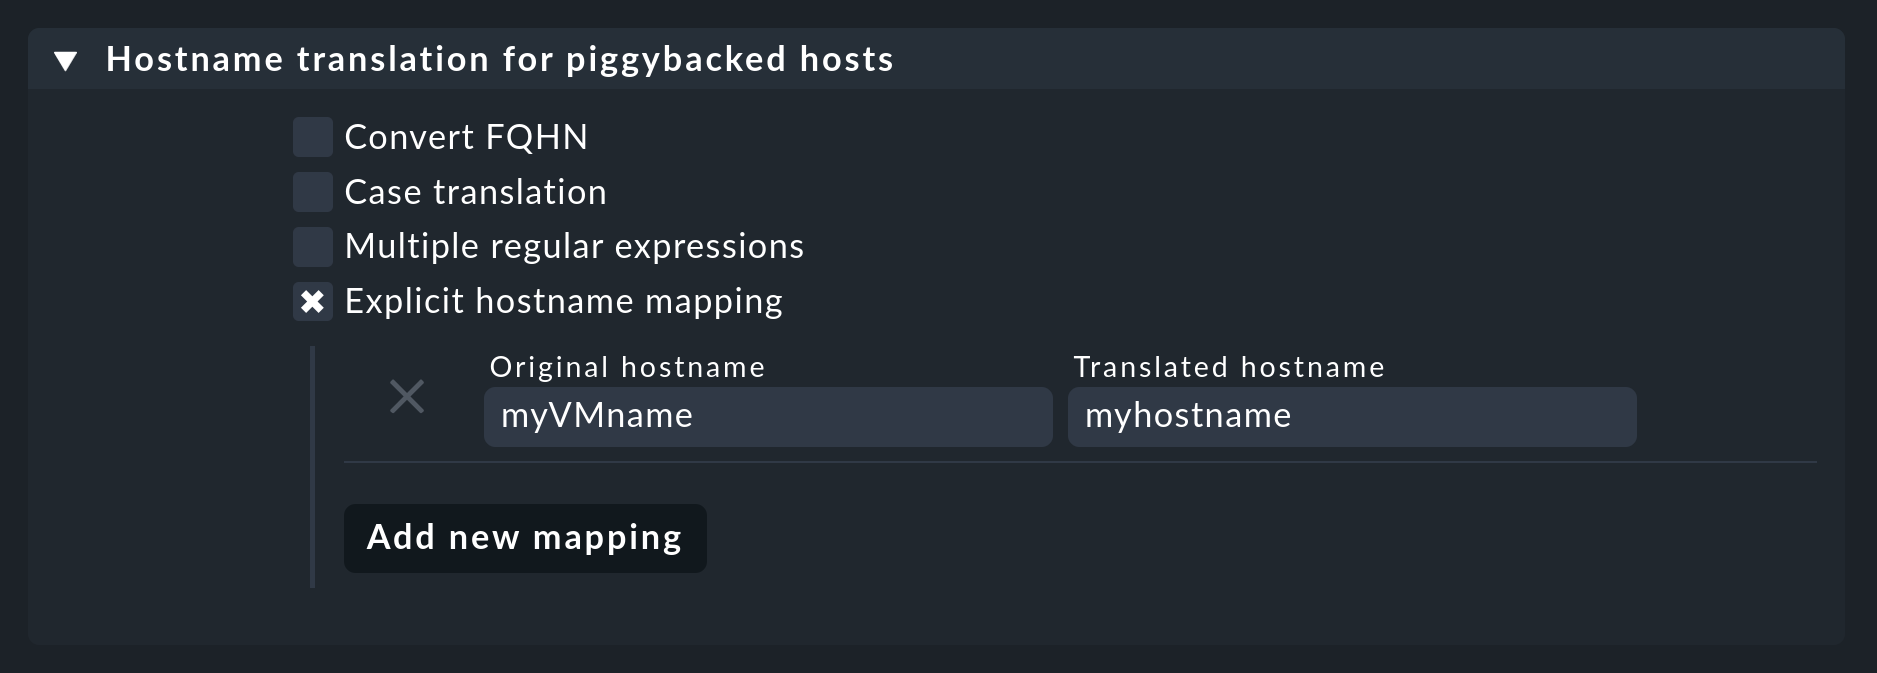 Hostname translation for piggybacked hosts
Convert FQHN
Case translation
Multiple regular expressions
Explicit hostname mapping
Original hostname Translated hostname
myVMname myhostname
Add new mapping